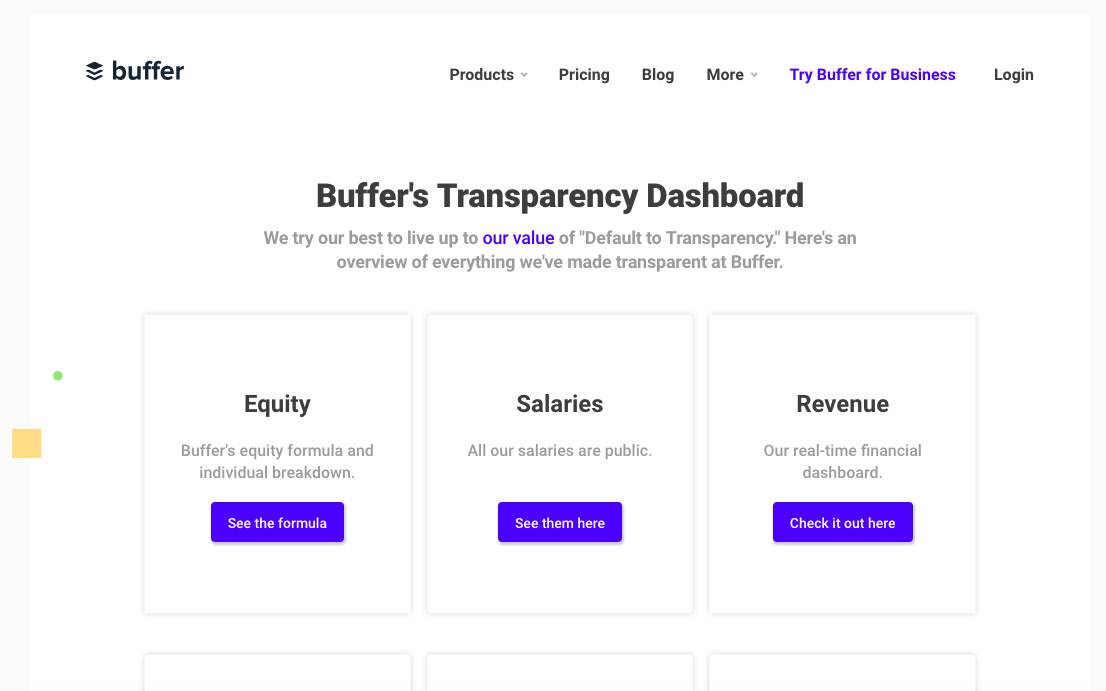 buffer
Products
Pricing
Blog
More
Try Buffer for Business
Login
Buffer's Transparency Dashboard
We try our best to live up to our value of "Default to Transparency." Here's an
overview of everything we've made transparent at Buffer.
Equity
Buffer's equity formula and
individual breakdown.
See the formula
Salaries
All our salaries are public.
See them here
Revenue
Our real-time financial
dashboard.
Check it out here